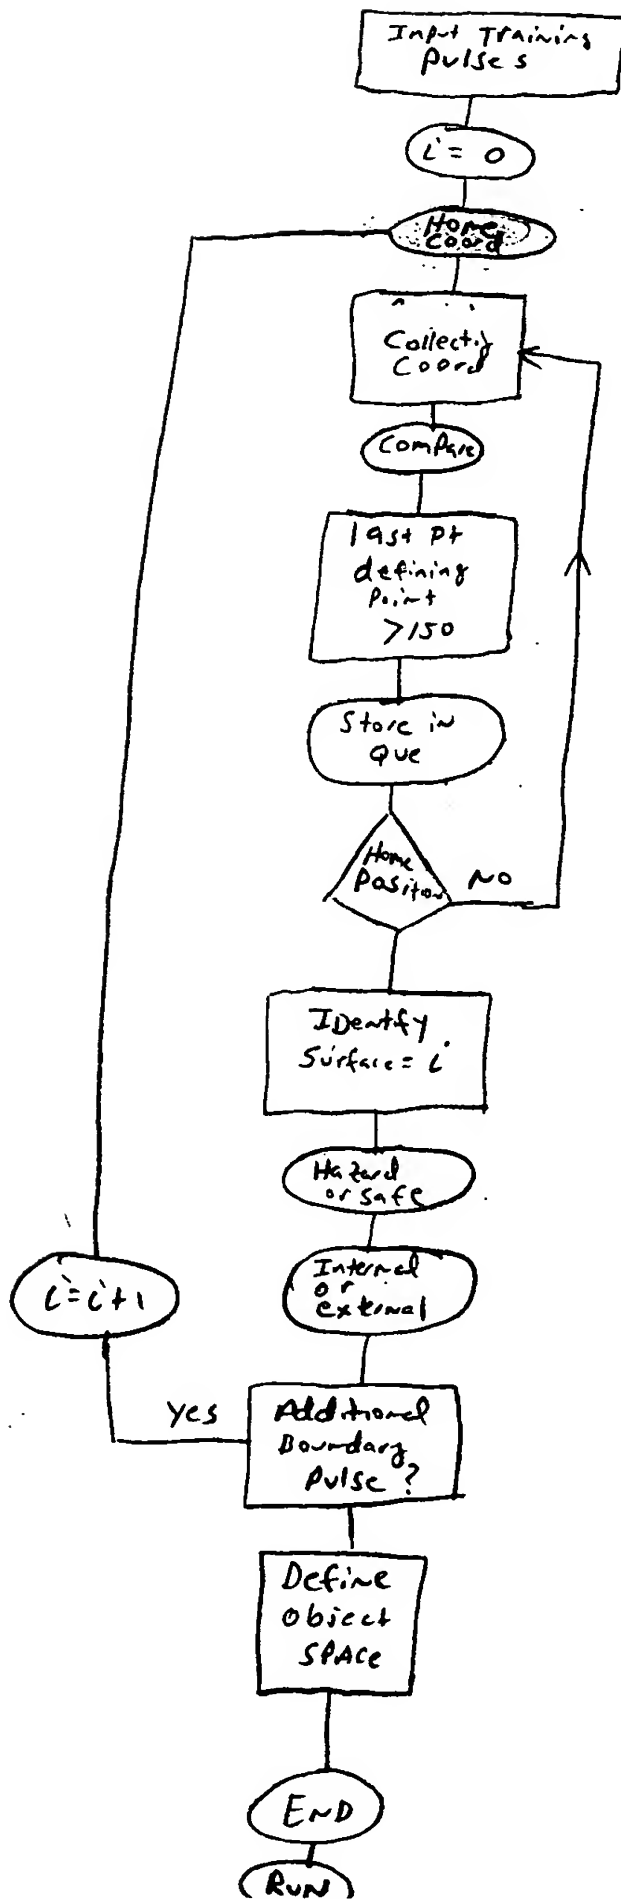 Input Training
Pulses
i = 0
Home
Coord
Collect
Coord
Compare
last Pt
defining
Point
>150
Store in
Que
Home
Position
NO
IDentify
Surface = i
Hazard
or safe
Internal
or
external
i = i + 1
yes
Additional
Boundary
Pulse ?
Define
Object
SPACe
END
RUN